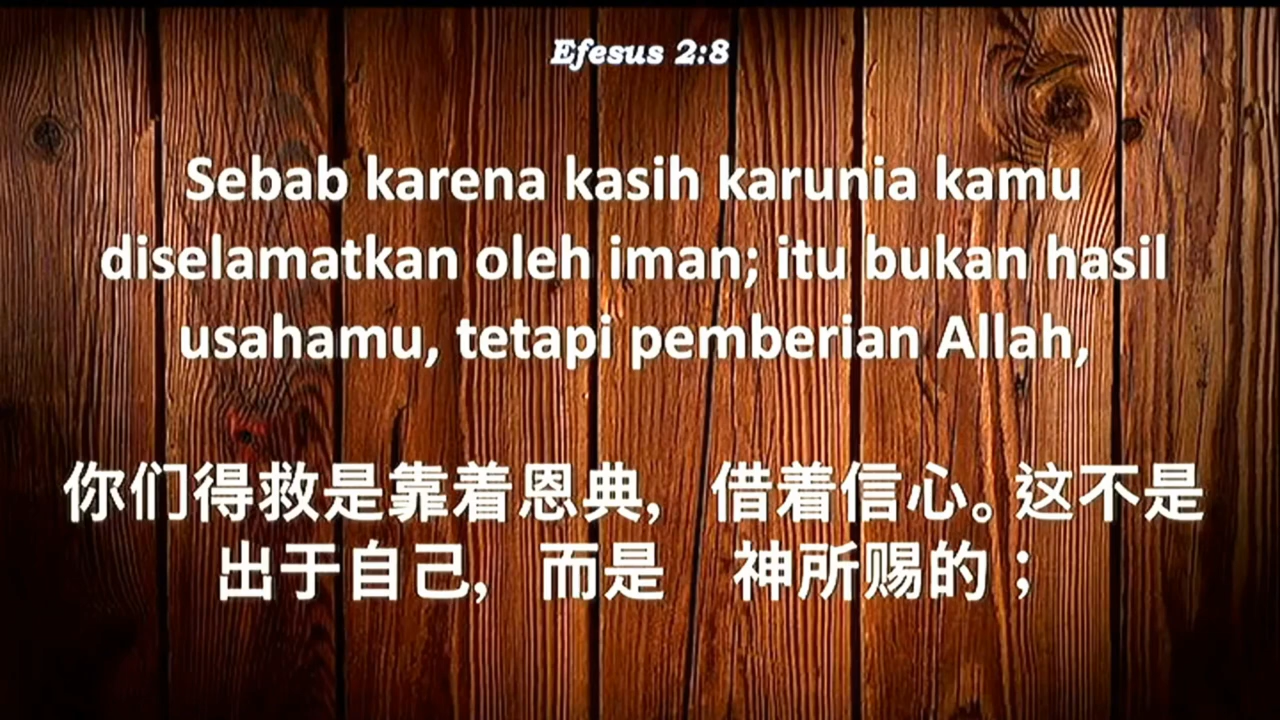 Efesus 2:8
Sebab karena kasih karunia kamu
diselamatkan oleh iman; itu bukan hasil
usahamu, tetapi pemberian Allah,
你们得救是靠着恩典，借着信心。这不是
出于自己，而是　神所赐的；